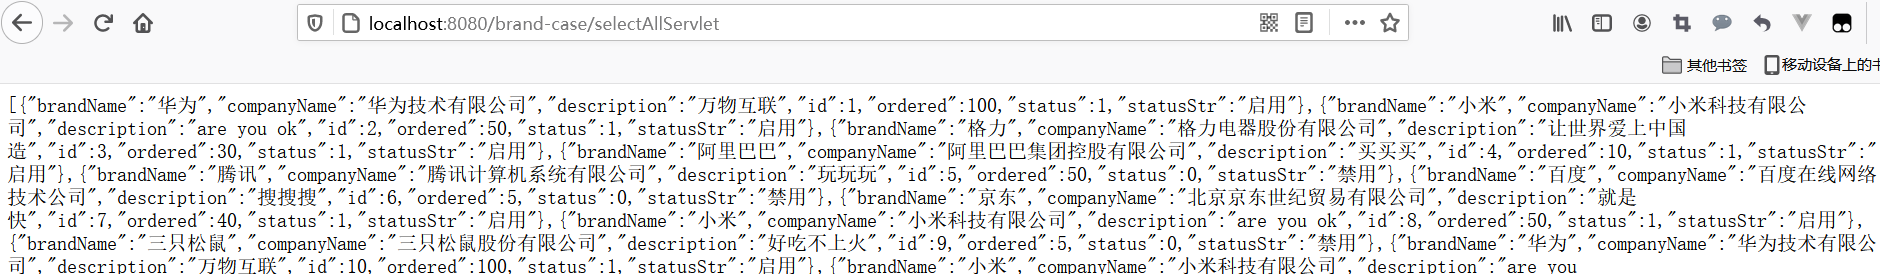 localhost:8080/brand-case/selectAllServlet
其他书签 移动设备上的书
[{"brandName":"华为","companyName":"华为技术有限公司","description":"万物互联","id":1,"ordered":100,"status":1,"statusStr":"启用"},{"brandName":"小米","companyName":"小米科技有限公
司","description":"are you ok","id":2,"ordered":50,"status":1,"statusStr":"启用"},{"brandName":"格力","companyName":"格力电器股份有限公司","description":"让世界爱上中国
造","id":3,"ordered":30,"status":1,"statusStr":"启用"},{"brandName":"阿里巴巴","companyName":"阿里巴巴集团控股有限公司","description":"买买买","id":4,"ordered":10,"status":1,"statusStr":"
启用"},{"brandName":"腾讯","companyName":"腾讯计算机系统有限公司","description":"玩玩玩","id":5,"ordered":50,"status":0,"statusStr":"禁用"},{"brandName":"百度","companyName":"百度在线网络
技术公司","description":"搜搜搜","id":6,"ordered":5,"status":0,"statusStr":"禁用"},{"brandName":"京东","companyName":"北京京东世纪贸易有限公司","description":"就是
快","id":7,"ordered":40,"status":1,"statusStr":"启用"},{"brandName":"小米","companyName":"小米科技有限公司","description":"are you ok","id":8,"ordered":50,"status":1,"statusStr":"启用"},
{"brandName":"三只松鼠","companyName":"三只松鼠股份有限公司","description":"好吃不上火","id":9,"ordered":5,"status":0,"statusStr":"禁用"},{"brandName":"华为","companyName":"华为技术有限公
司","description":"万物互联","id":10,"ordered":100,"status":1,"statusStr":"启用"},{"brandName":"小米","companyName":"小米科技有限公司","description":"are you